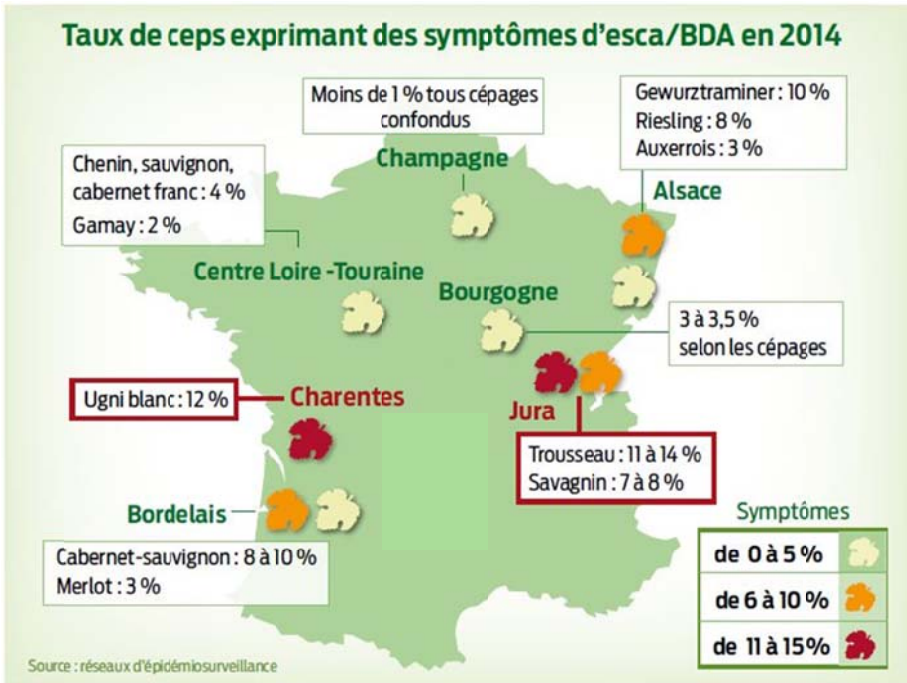 Taux de ceps exprimant des symptômes d'esca/BDA en 2014
Moins de 1 % tous cépages
confondus
Champagne
Gewurztraminer : 10 %
Riesling : 8 %
Auxerrois : 3 %
Alsace
Chenin, sauvignon,
cabernet franc : 4 %
Gamay : 2 %
Centre Loire -Touraine
Bourgogne
3 à 3,5 %
selon les cépages
Ugni blanc : 12 %
Charentes
Jura
Trousseau : 11 à 14 %
Savagnin : 7 à 8 %
Bordelais
Cabernet-sauvignon : 8 à 10 %
Merlot : 3 %
Symptômes
de 0 à 5 %
de 6 à 10 %
de 11 à 15%
Source : réseaux d'épidémiosurveillance